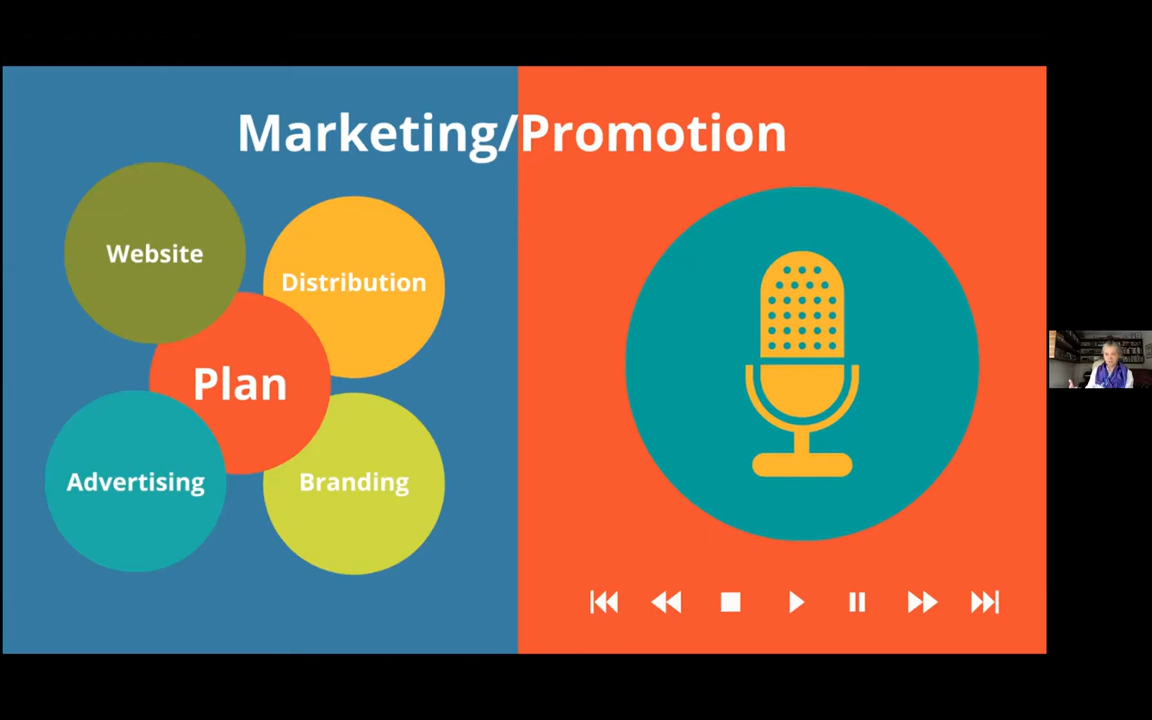 Marketing/Promotion
Website
Distribution
Plan
Advertising
Branding